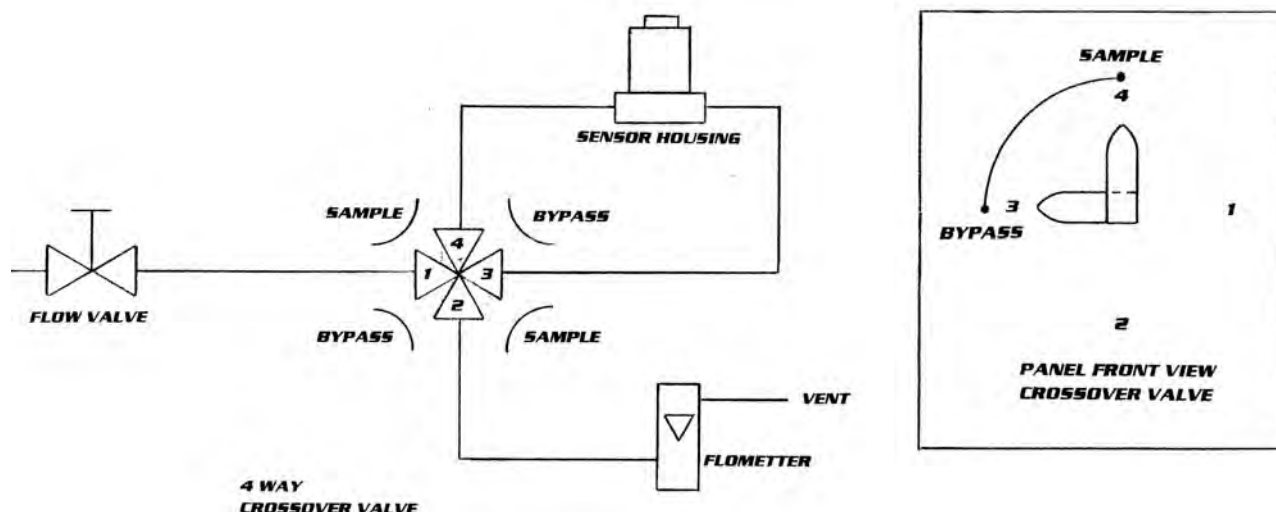 SENSOR HOUSING
SAMPLE
BYPASS
4
1
3
2
FLOW VALVE
BYPASS
SAMPLE
VENT
FLOMETTER
4 WAY
CROSSOVER VALVE
SAMPLE
4
3
BYPASS
1
2
PANEL FRONT VIEW
CROSSOVER VALVE